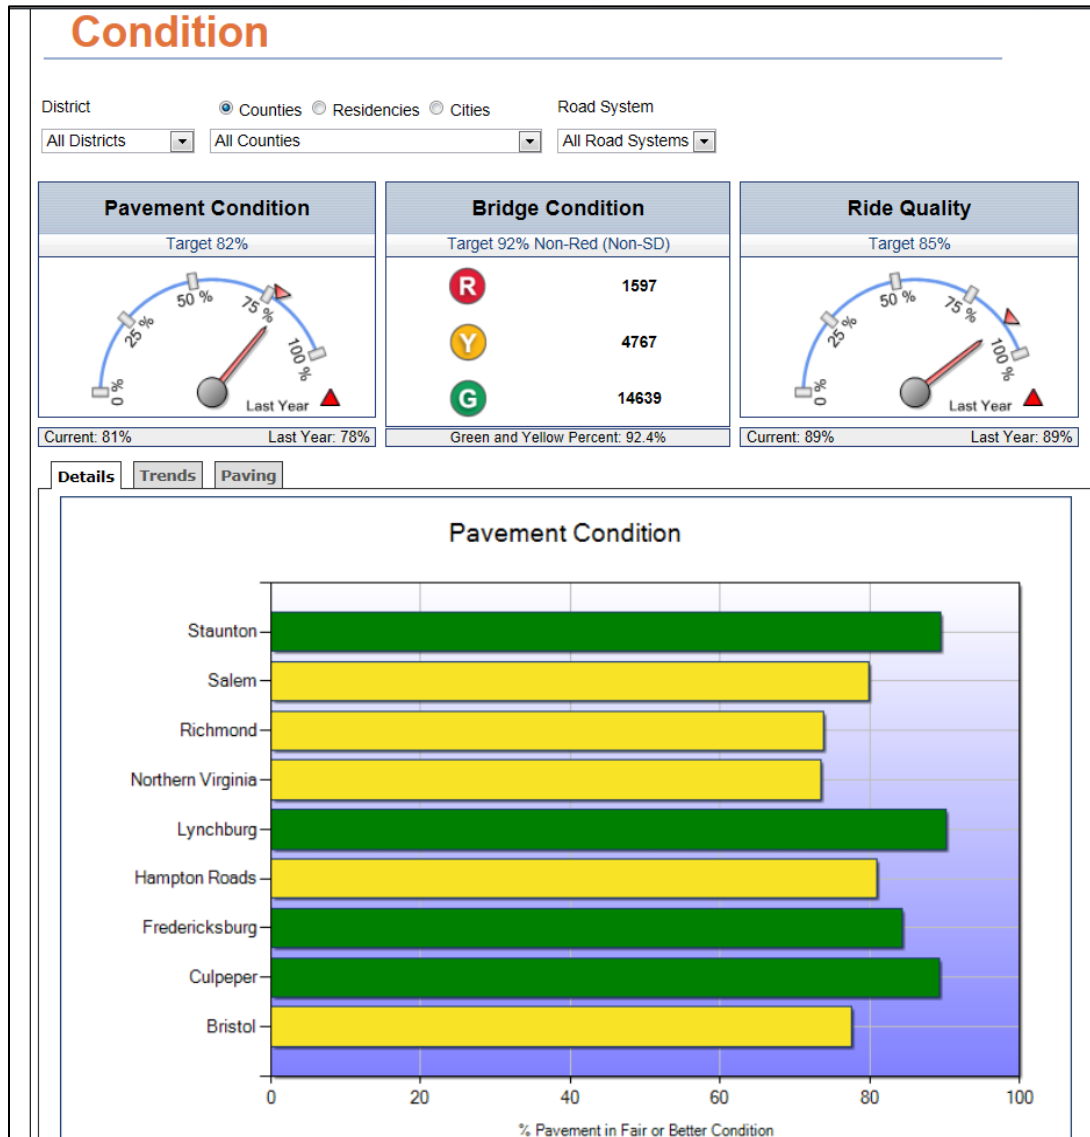 Condition
District
Counties Residencies Cities
Road System
All Districts
All Counties
All Road Systems
Pavement Condition
Target 82%
0%
25 %
50 %
75 %
100 %
Last Year
Current: 81% Last Year: 78%
Bridge Condition
Target 92% Non-Red (Non-SD)
R 1597
Y 4767
G 14639
Green and Yellow Percent: 92.4%
Ride Quality
Target 85%
0%
25 %
50 %
75 %
100 %
Last Year
Current: 89% Last Year: 89%
Details Trends Paving
Pavement Condition
Staunton
Salem
Richmond
Northern Virginia
Lynchburg
Hampton Roads
Fredericksburg
Culpeper
Bristol
0 20 40 60 80 100
% Pavement in Fair or Better Condition